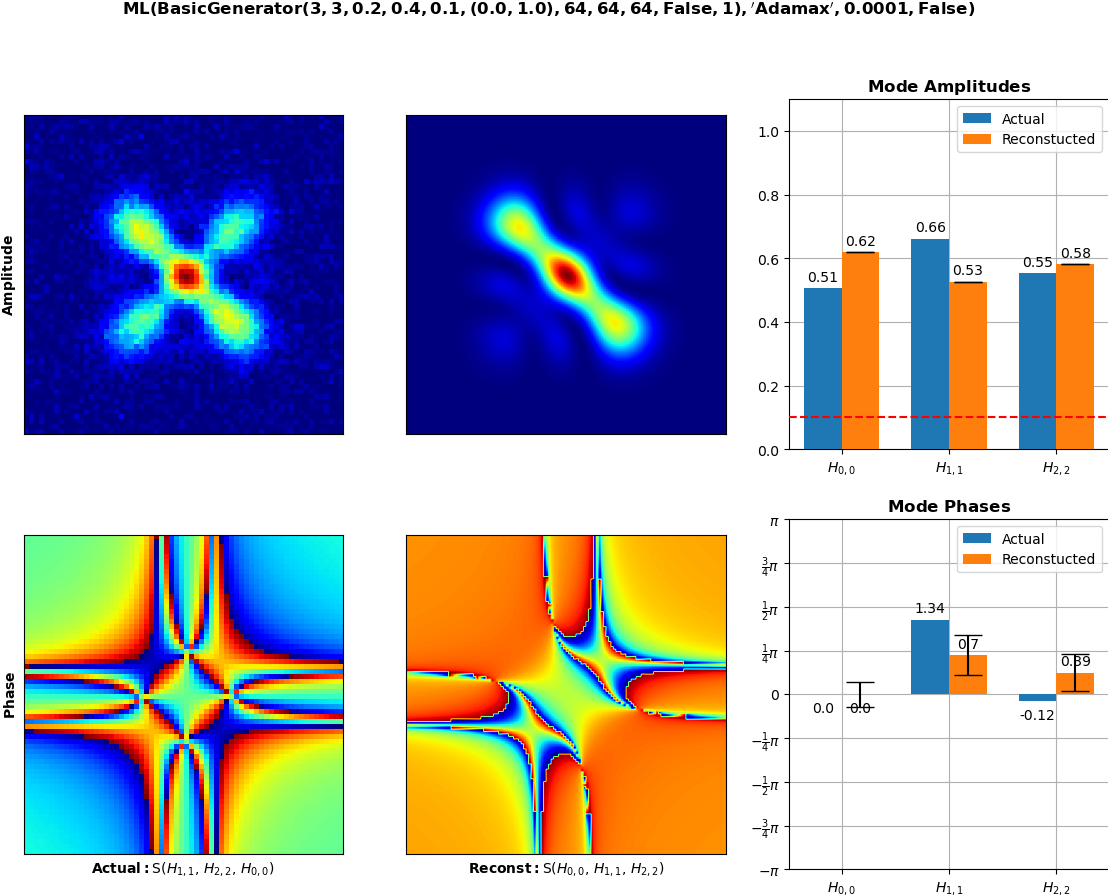 ML(BasicGenerator(3, 3, 0.2, 0.4, 0.1, (0.0, 1.0), 64, 64, 64, False, 1), ′Adamax′, 0.0001, False)
Amplitude
Mode Amplitudes
Actual
Reconstucted
1.0
0.8
0.6
0.4
0.2
0.0
0.51
0.62
0.66
0.53
0.55
0.58
H0,0
H1,1
H2,2
Phase
Actual: S(H1,1, H2,2, H0,0)
Reconst: S(H0,0, H1,1, H2,2)
Mode Phases
Actual
Reconstucted
π
3/4π
1/2π
1/4π
0
−1/4π
−1/2π
−3/4π
−π
0.0
0.0
1.34
0.7
-0.12
0.39
H0,0
H1,1
H2,2